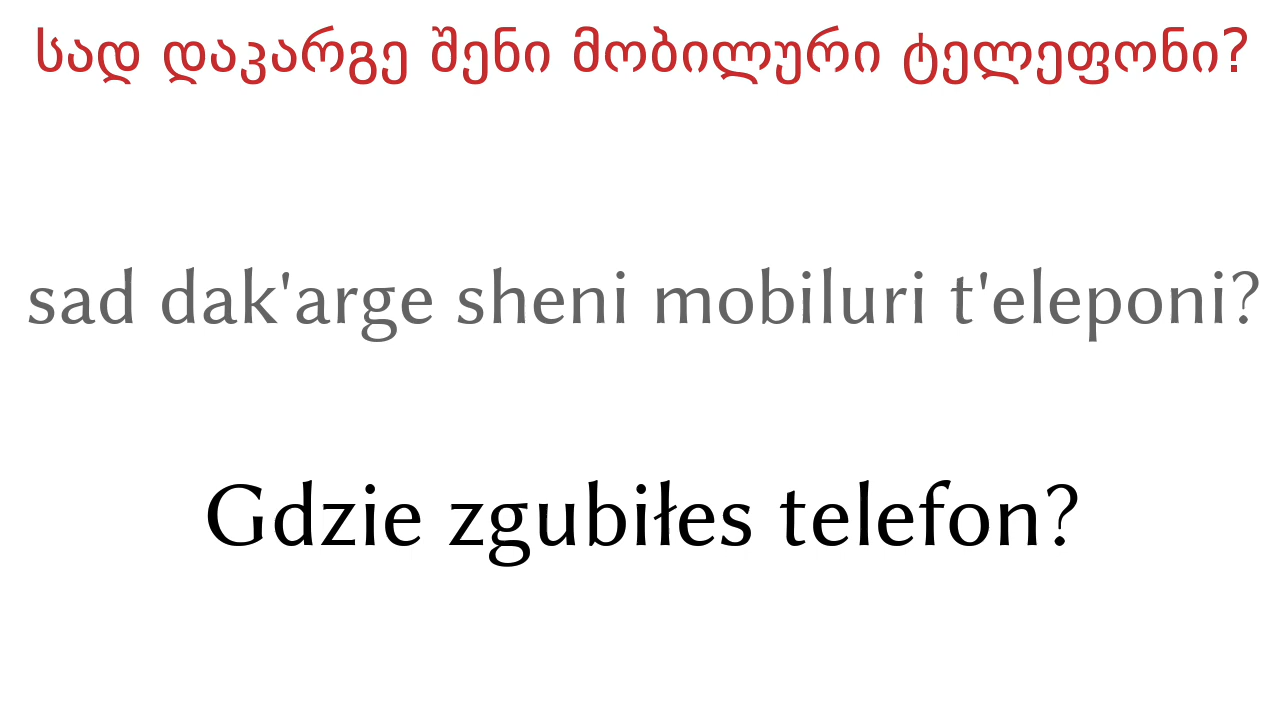 სად დაკარგე შენი მობილური ტელეფონი?
sad dak'arge sheni mobiluri t'eleponi?
Gdzie zgubiłes telefon?